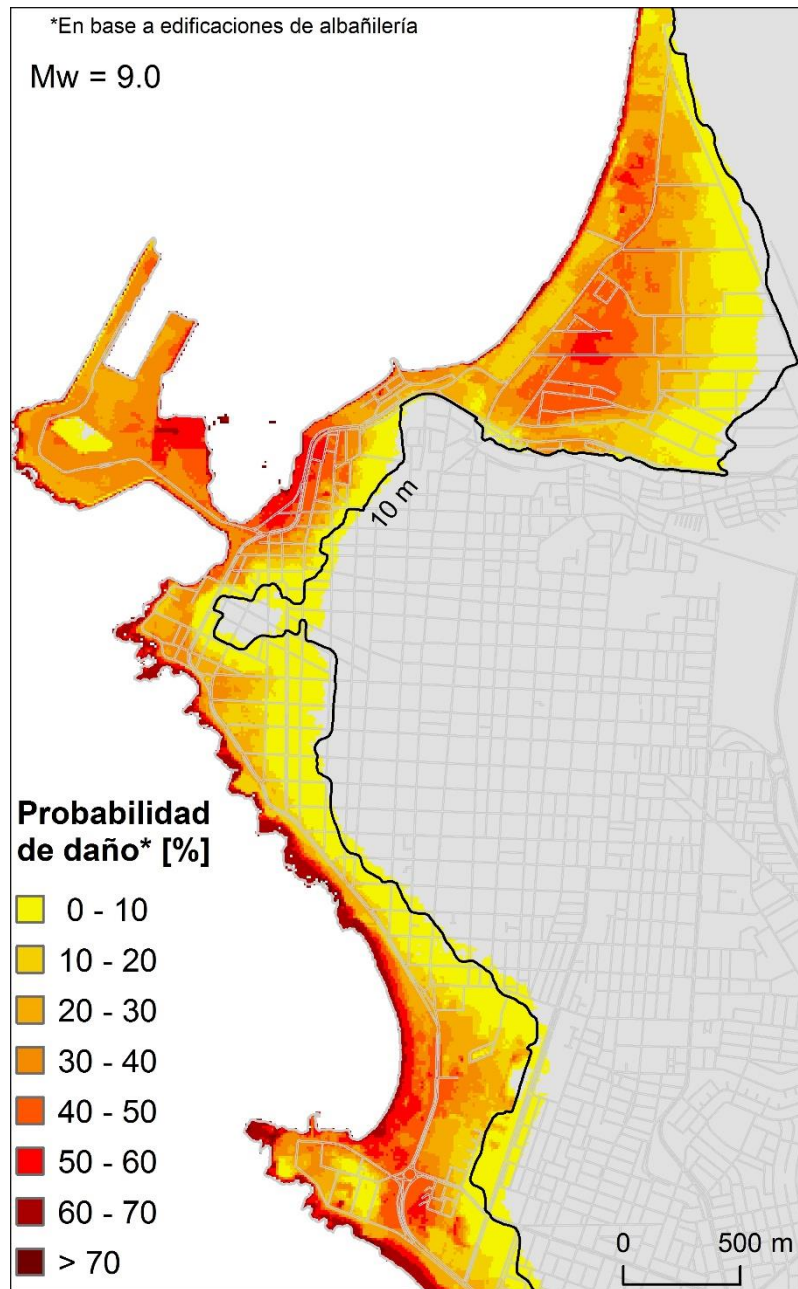 *En base a edificaciones de albañilería
Mw = 9.0
10 m
Probabilidad
de daño* [%]
0 - 10
10 - 20
20 - 30
30 - 40
40 - 50
50 - 60
60 - 70
> 70
0 500 m